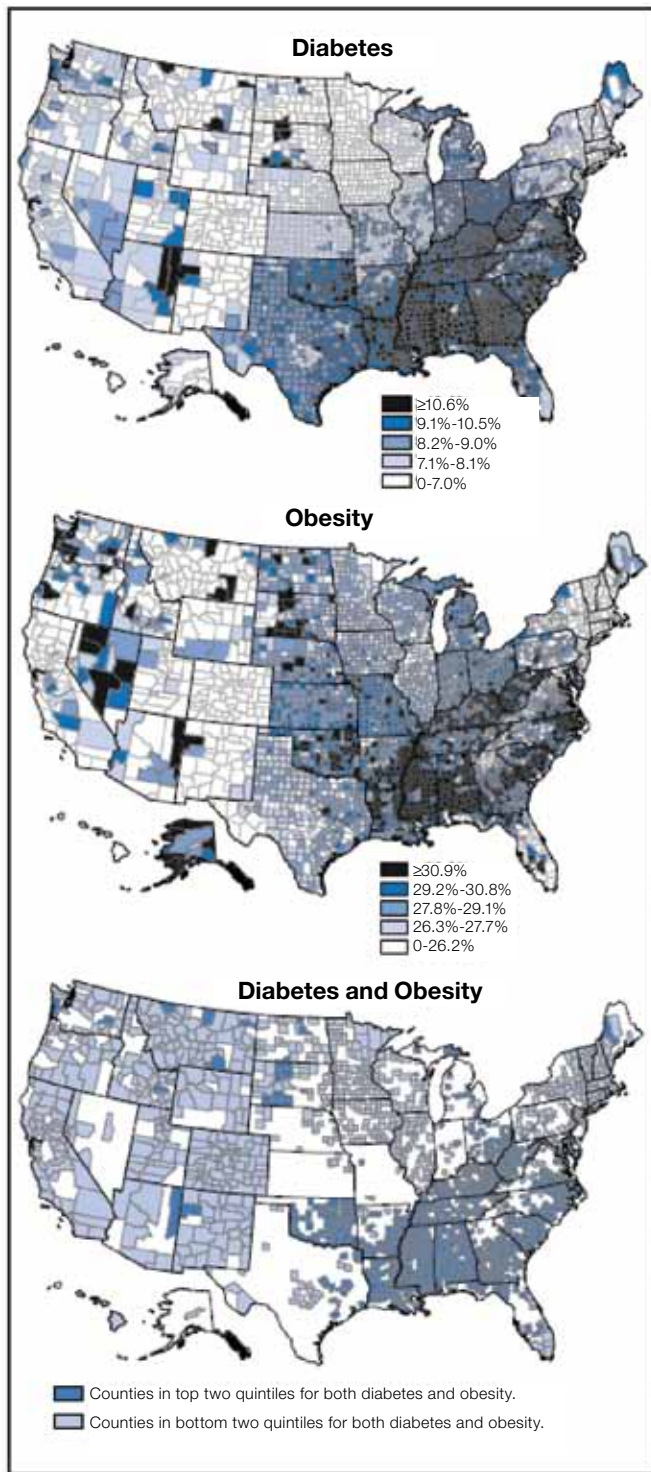 Diabetes
≥10.6%
9.1%-10.5%
8.2%-9.0%
7.1%-8.1%
0-7.0%
Obesity
≥30.9%
29.2%-30.8%
27.8%-29.1%
26.3%-27.7%
0-26.2%
Diabetes and Obesity
Counties in top two quintiles for both diabetes and obesity.
Counties in bottom two quintiles for both diabetes and obesity.